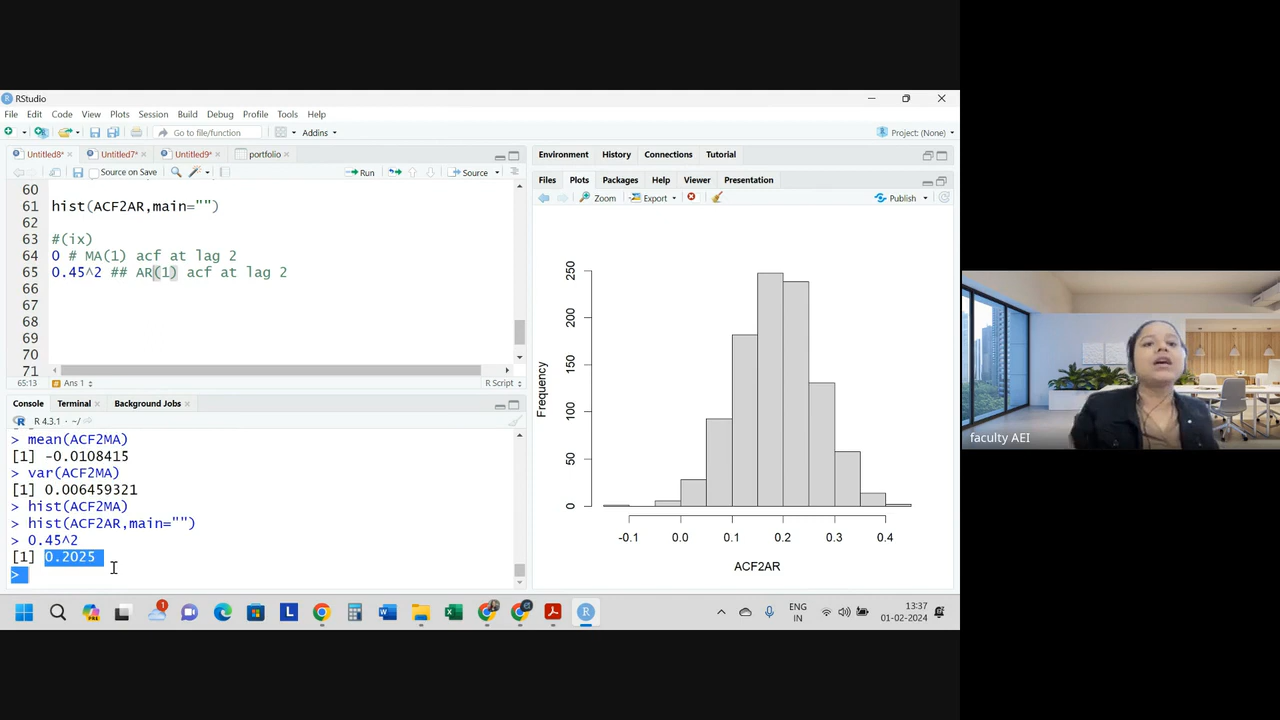 RStudio
File Edit Code View Plots Session Build Debug Profile Tools Help
Go to file/function Addins Project: (None)
Untitled8* Untitled7* Untitled9* portfolio
Source on Save Run Source
60
61 hist(ACF2AR,main="")
62
63 #(ix)
64 0 # MA(1) acf at lag 2
65 0.45^2 ## AR(1) acf at lag 2
66
67
68
69
70
71
65:13 Ans 1 R Script
Console Terminal Background Jobs
R 4.3.1 · ~/
> mean(ACF2MA)
[1] -0.0108415
> var(ACF2MA)
[1] 0.006459321
> hist(ACF2MA)
> hist(ACF2AR,main="")
> 0.45^2
[1] 0.2025
>
Environment History Connections Tutorial
Files Plots Packages Help Viewer Presentation
Zoom Export Publish
Frequency
0 50 100 150 200 250
-0.1 0.0 0.1 0.2 0.3 0.4
ACF2AR
faculty AEI
1
ENG
IN
13:37
01-02-2024